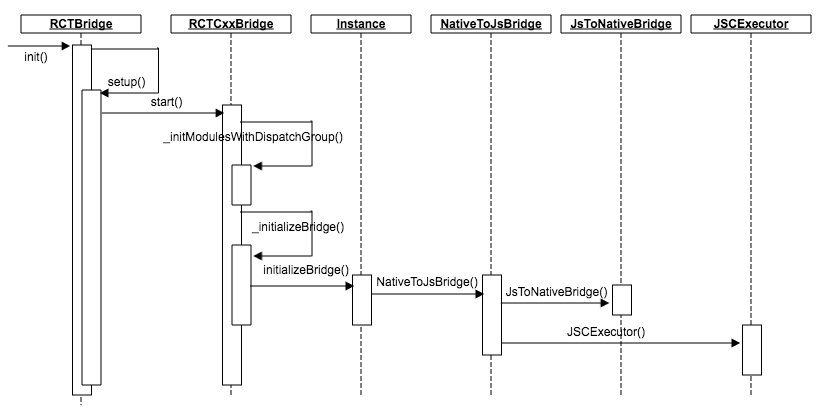 RCTBridge
RCTCxxBridge
Instance
NativeToJsBridge
JsToNativeBridge
JSCExecutor
init()
setup()
start()
_initModulesWithDispatchGroup()
_initializeBridge()
initializeBridge()
NativeToJsBridge()
JsToNativeBridge()
JSCExecutor()